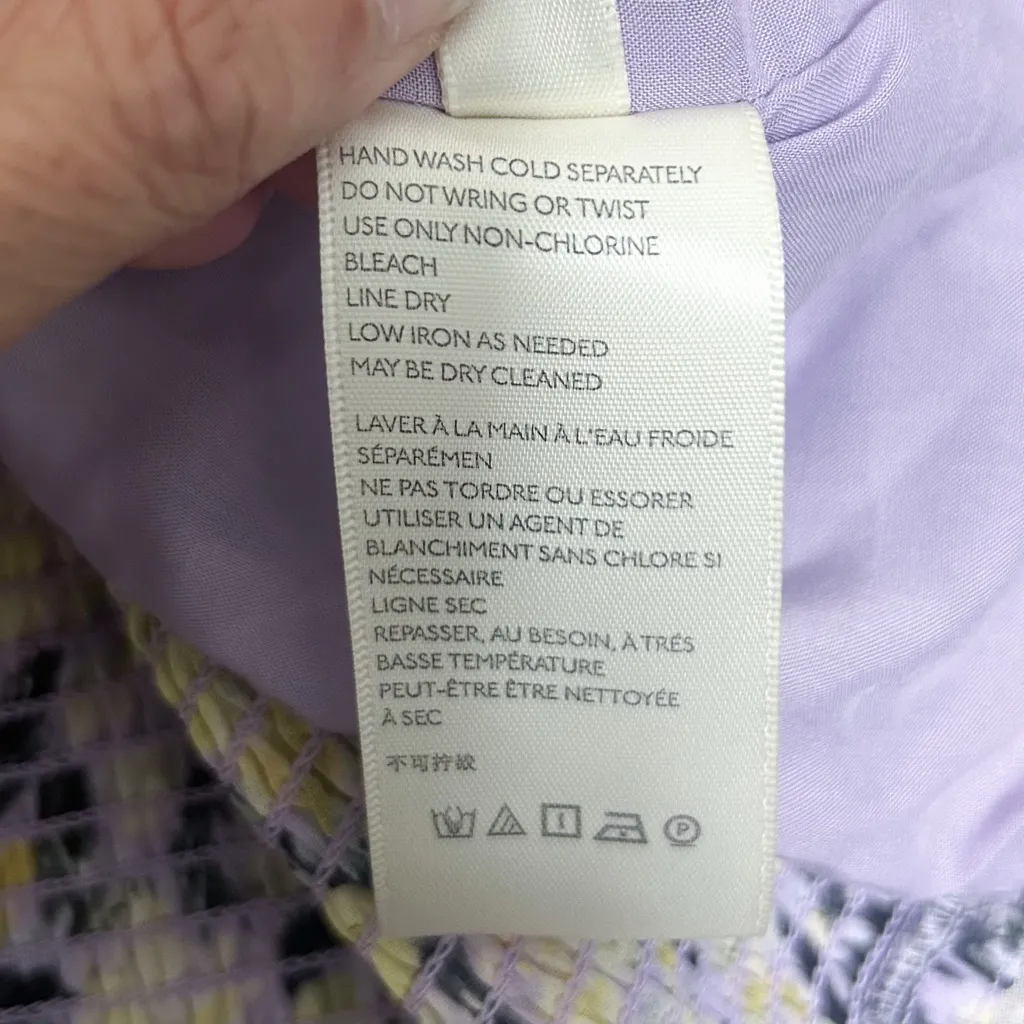 HAND WASH COLD SEPARATELY
DO NOT WRING OR TWIST
USE ONLY NON-CHLORINE
BLEACH
LINE DRY
LOW IRON AS NEEDED
MAY BE DRY CLEANED
LAVER À LA MAIN À L'EAU FROIDE
SÉPARÉMEN
NE PAS TORDRE OU ESSORER
UTILISER UN AGENT DE
BLANCHIMENT SANS CHLORE SI
NÉCESSAIRE
LIGNE SEC
REPASSER, AU BESOIN, À TRÉS
BASSE TEMPÉRATURE
PEUT-ÊTRE ÊTRE NETTOYÉE
À SEC
不可拧绞
P